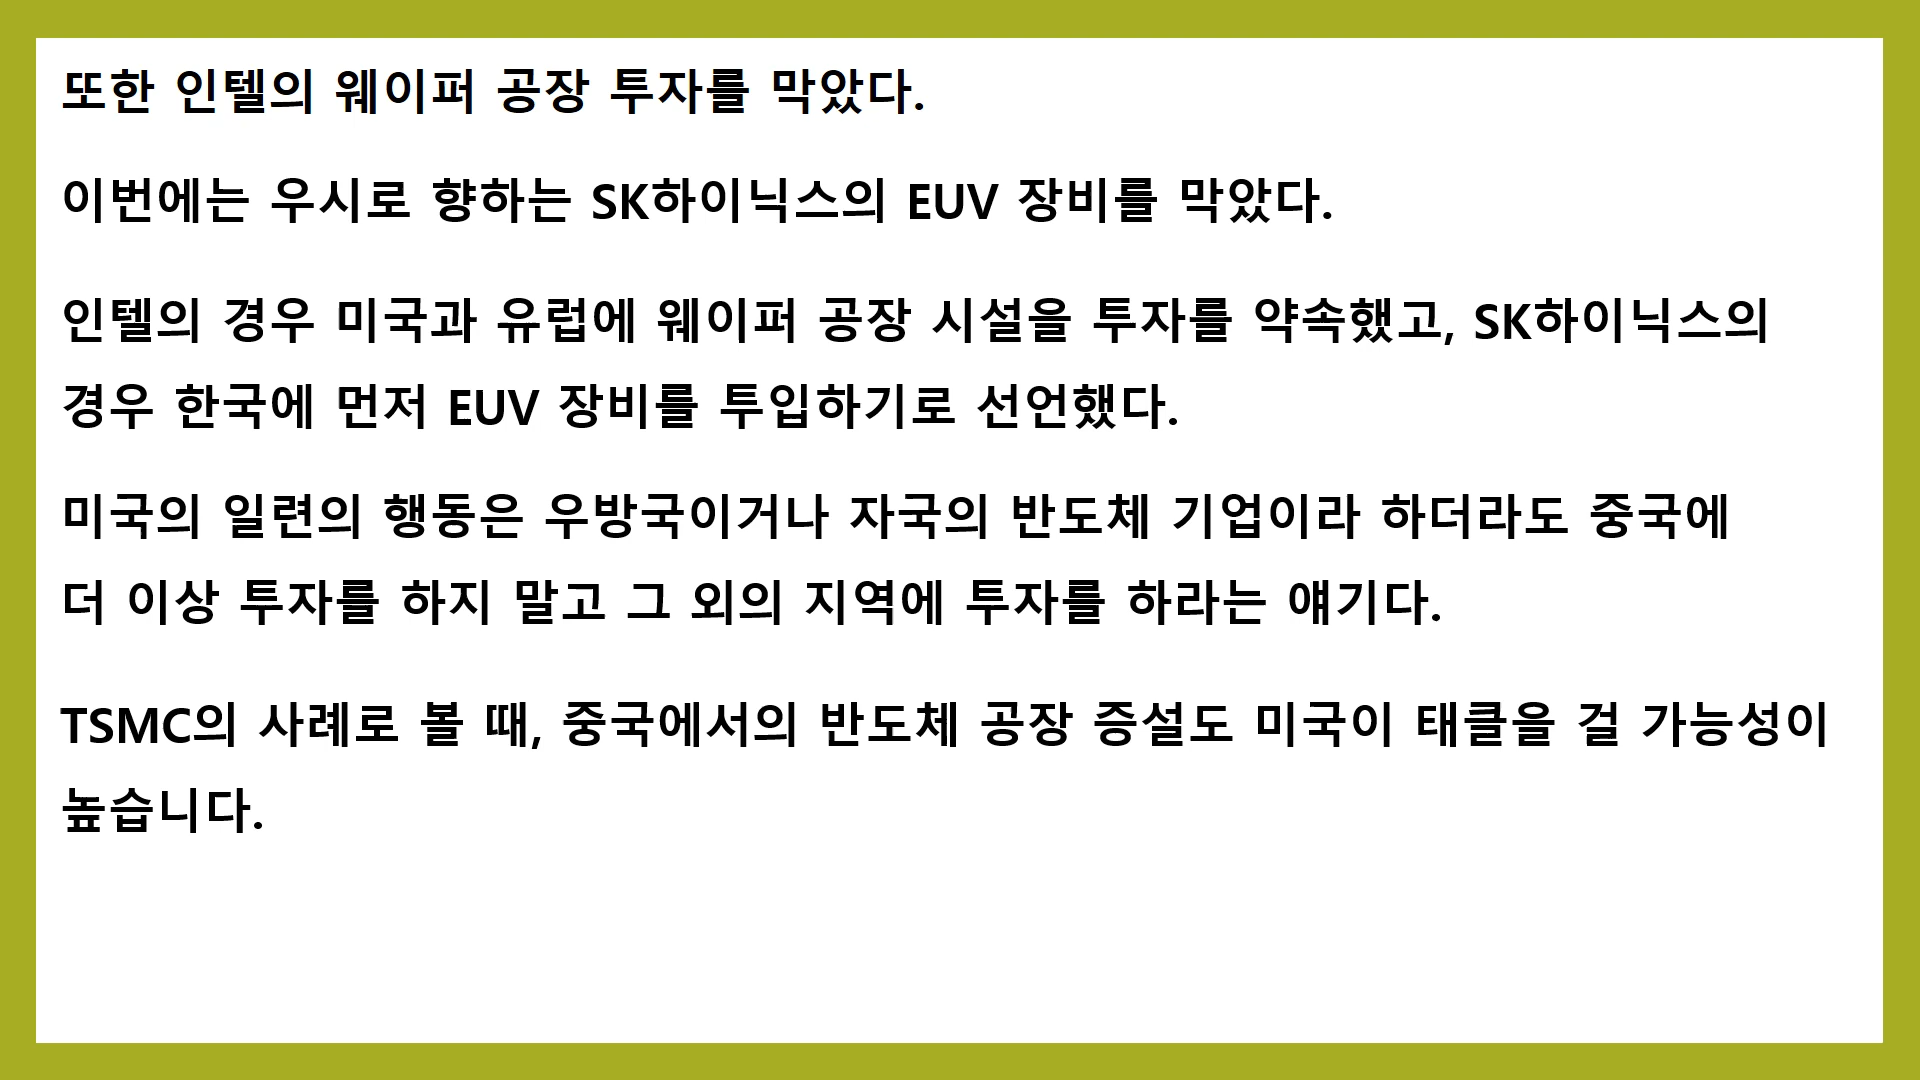 또한 인텔의 웨이퍼 공장 투자를 막았다.
이번에는 우시로 향하는 SK하이닉스의 EUV 장비를 막았다.
인텔의 경우 미국과 유럽에 웨이퍼 공장 시설을 투자를 약속했고, SK하이닉스의
경우 한국에 먼저 EUV 장비를 투입하기로 선언했다.
미국의 일련의 행동은 우방국이거나 자국의 반도체 기업이라 하더라도 중국에
더 이상 투자를 하지 말고 그 외의 지역에 투자를 하라는 얘기다.
TSMC의 사례로 볼 때, 중국에서의 반도체 공장 증설도 미국이 태클을 걸 가능성이
높습니다.